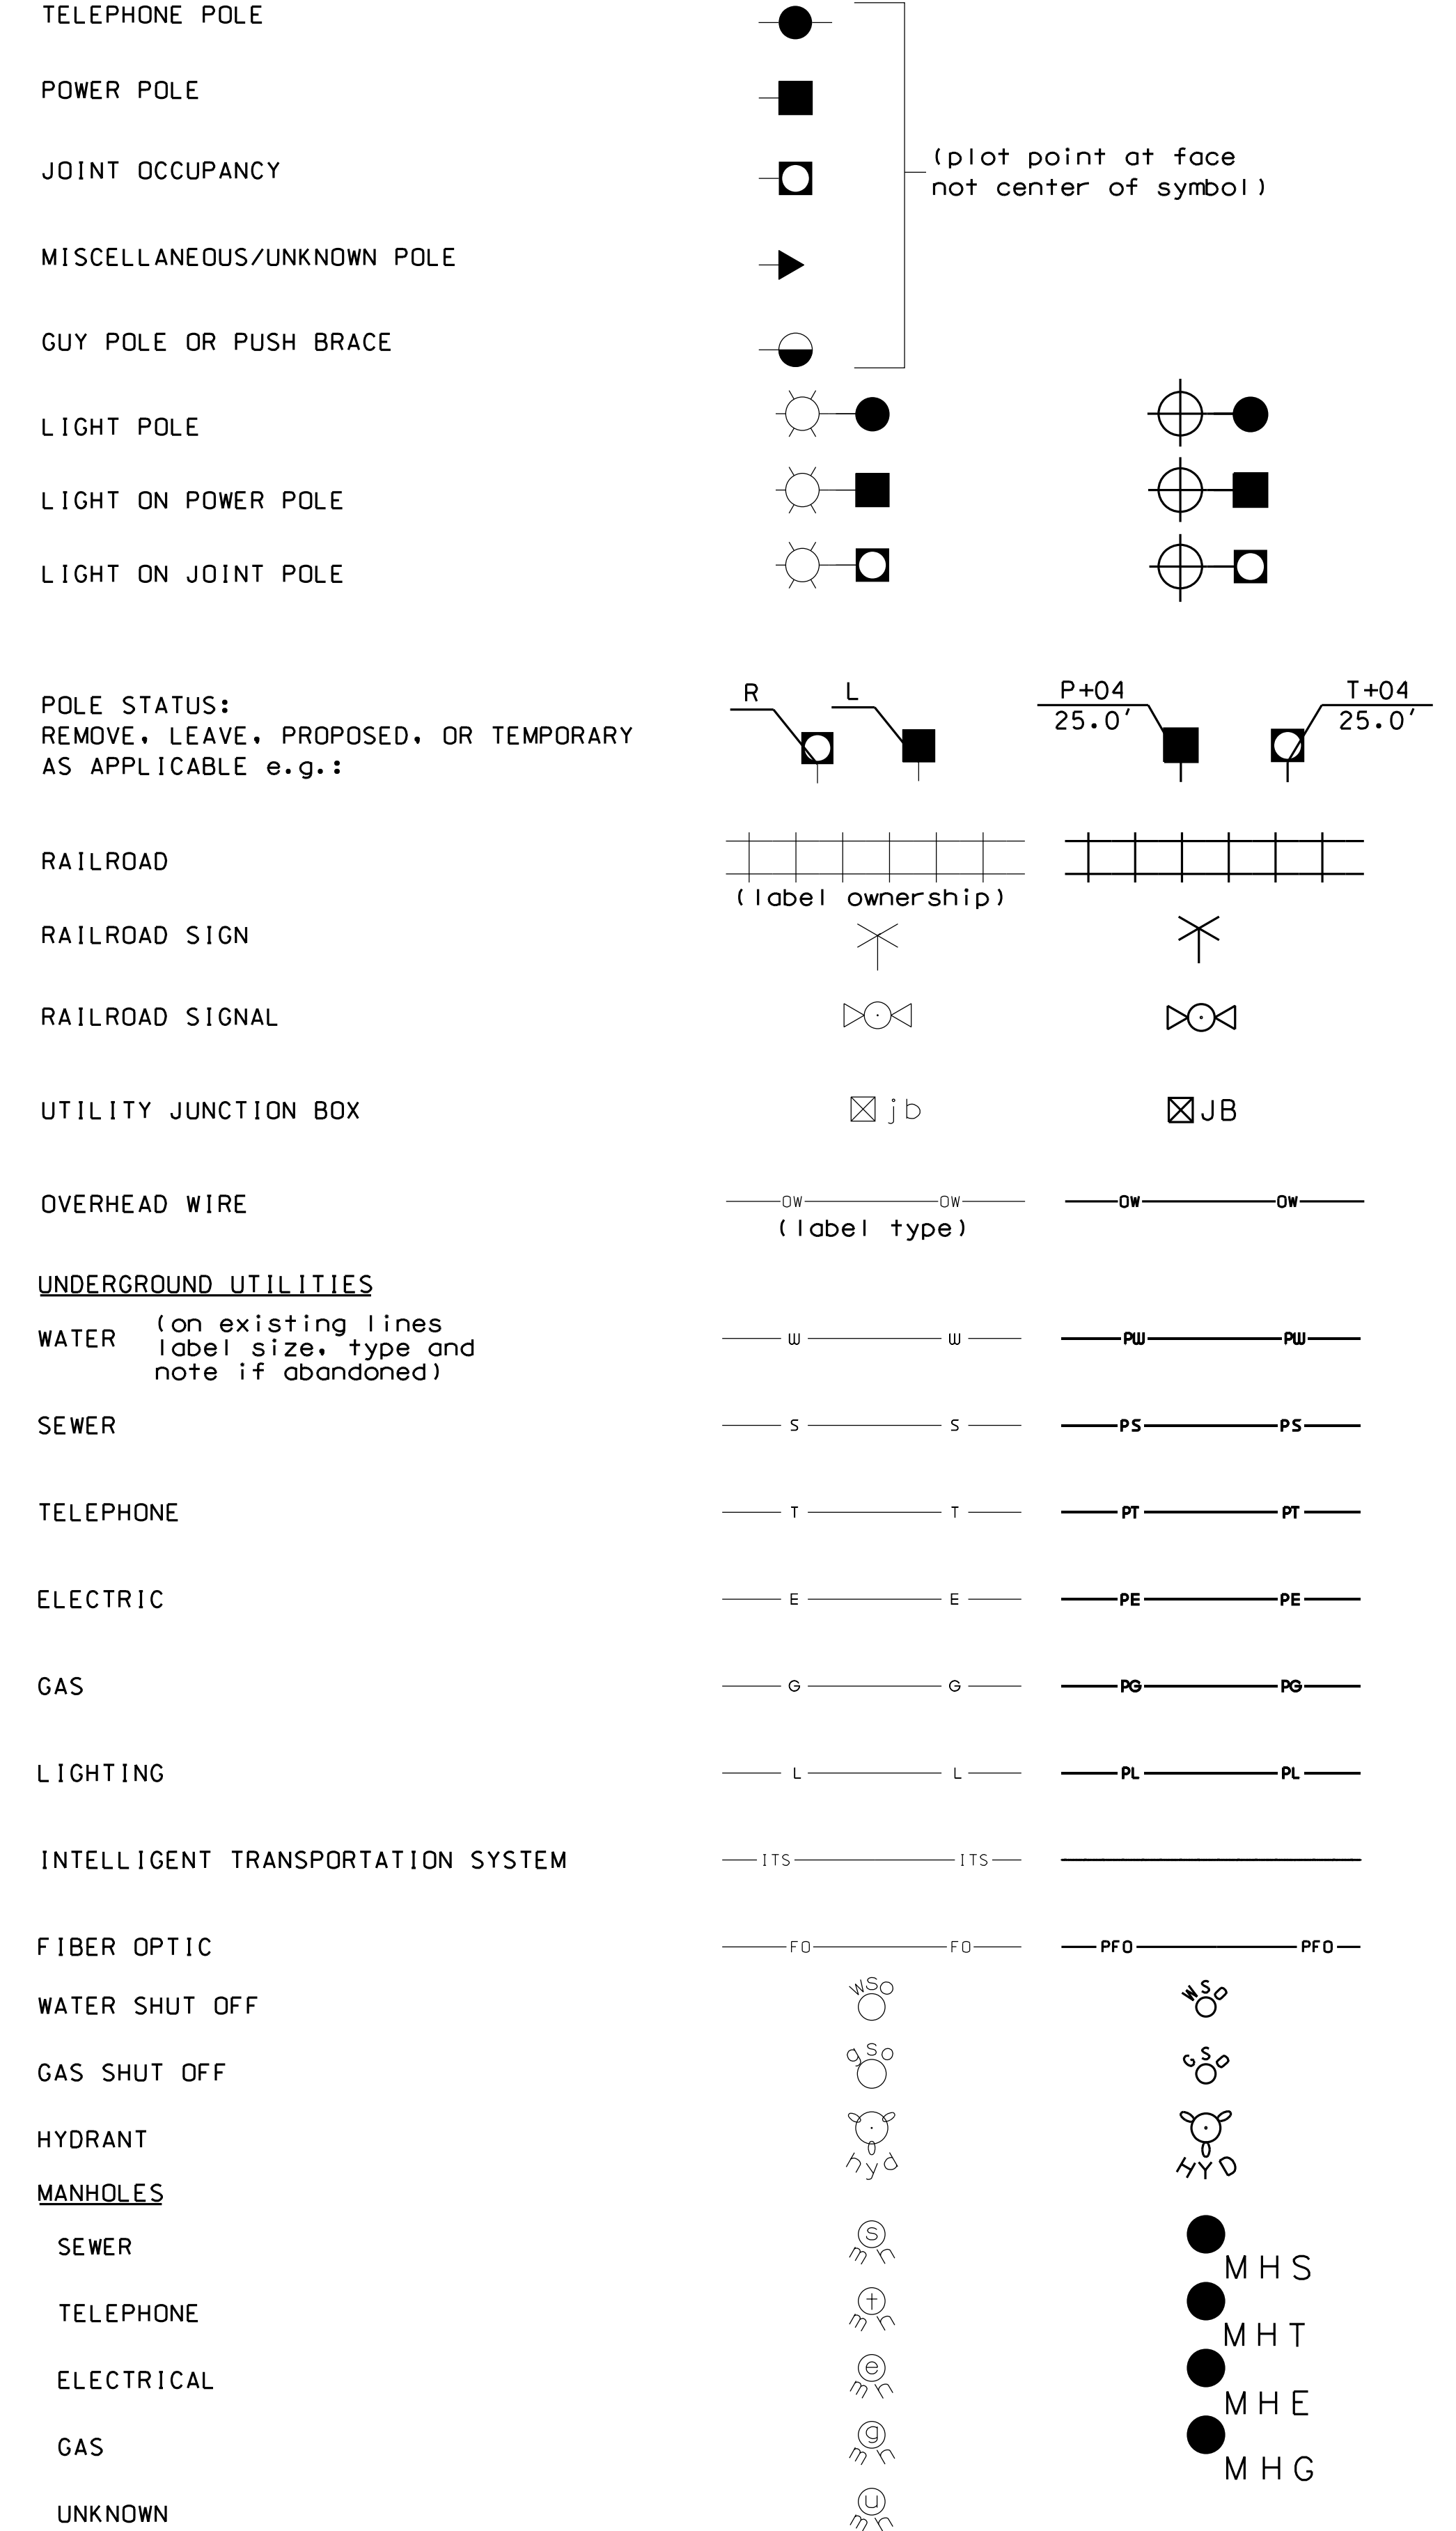 TELEPHONE POLE
POWER POLE
(plot point at face
not center of symbol)
JOINT OCCUPANCY
MISCELLANEOUS/UNKNOWN POLE
GUY POLE OR PUSH BRACE
LIGHT POLE
LIGHT ON POWER POLE
LIGHT ON JOINT POLE
POLE STATUS:
REMOVE, LEAVE, PROPOSED, OR TEMPORARY
AS APPLICABLE e.g.:
R L P+04 T+04
25.0' 25.0'
RAILROAD
(label ownership)
RAILROAD SIGN
RAILROAD SIGNAL
UTILITY JUNCTION BOX jb JB
OVERHEAD WIRE OW OW OW OW
(label type)
UNDERGROUND UTILITIES
WATER (on existing lines
label size, type and
note if abandoned)
W W PW PW
SEWER S S PS PS
TELEPHONE T T PT PT
ELECTRIC E E PE PE
GAS G G PG PG
LIGHTING L L PL PL
INTELLIGENT TRANSPORTATION SYSTEM ITS ITS
FIBER OPTIC FO FO PFO PFO
WATER SHUT OFF wso WSO
GAS SHUT OFF gso GSO
HYDRANT hyd HYD
MANHOLES
SEWER s mh MHS
TELEPHONE t mh MHT
ELECTRICAL e mh MHE
GAS g mh MHG
UNKNOWN u mh